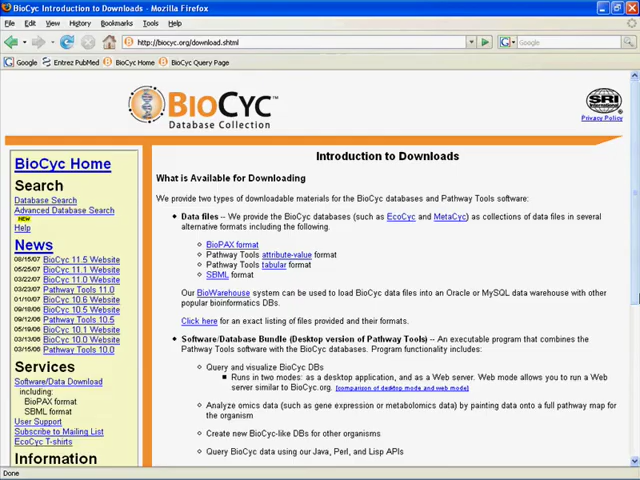 BioCyc Introduction to Downloads - Mozilla Firefox
File Edit View History Bookmarks Tools Help
http://biocyc.org/download.shtml
Google
Google Entrez PubMed BioCyc Home BioCyc Query Page
BIOCYC™
Database Collection
SRI
Privacy Policy
BioCyc Home
Search
Database Search
Advanced Database Search
NEW
Help
News
08/15/07 BioCyc 11.5 Website
05/25/07 BioCyc 11.1 Website
03/22/07 BioCyc 11.0 Website
03/22/07 Pathway Tools 11.0
01/10/07 BioCyc 10.6 Website
09/12/06 BioCyc 10.5 Website
09/12/06 Pathway Tools 10.5
05/19/06 BioCyc 10.1 Website
03/13/06 BioCyc 10.0 Website
03/15/06 Pathway Tools 10.0
Services
Software/Data Download
including:
BioPAX format
SBML format
User Support
Subscribe to Mailing List
EcoCyc T-shirts
Information
Introduction to Downloads
What is Available for Downloading
We provide two types of downloadable materials for the BioCyc databases and Pathway Tools software:
Data files -- We provide the BioCyc databases (such as EcoCyc and MetaCyc) as collections of data files in several
alternative formats including the following.
BioPAX format
Pathway Tools attribute-value format
Pathway Tools tabular format
SBML format
Our BioWarehouse system can be used to load BioCyc data files into an Oracle or MySQL data warehouse with other
popular bioinformatics DBs.
Click here for an exact listing of files provided and their formats.
Software/Database Bundle (Desktop version of Pathway Tools) -- An executable program that combines the
Pathway Tools software with the BioCyc databases. Program functionality includes:
Query and visualize BioCyc DBs
Runs in two modes: as a desktop application, and as a Web server. Web mode allows you to run a Web
server similar to BioCyc.org. [comparison of desktop mode and web mode]
Analyze omics data (such as gene expression or metabolomics data) by painting data onto a full pathway map for
the organism
Create new BioCyc-like DBs for other organisms
Query BioCyc data using our Java, Perl, and Lisp APIs
Done